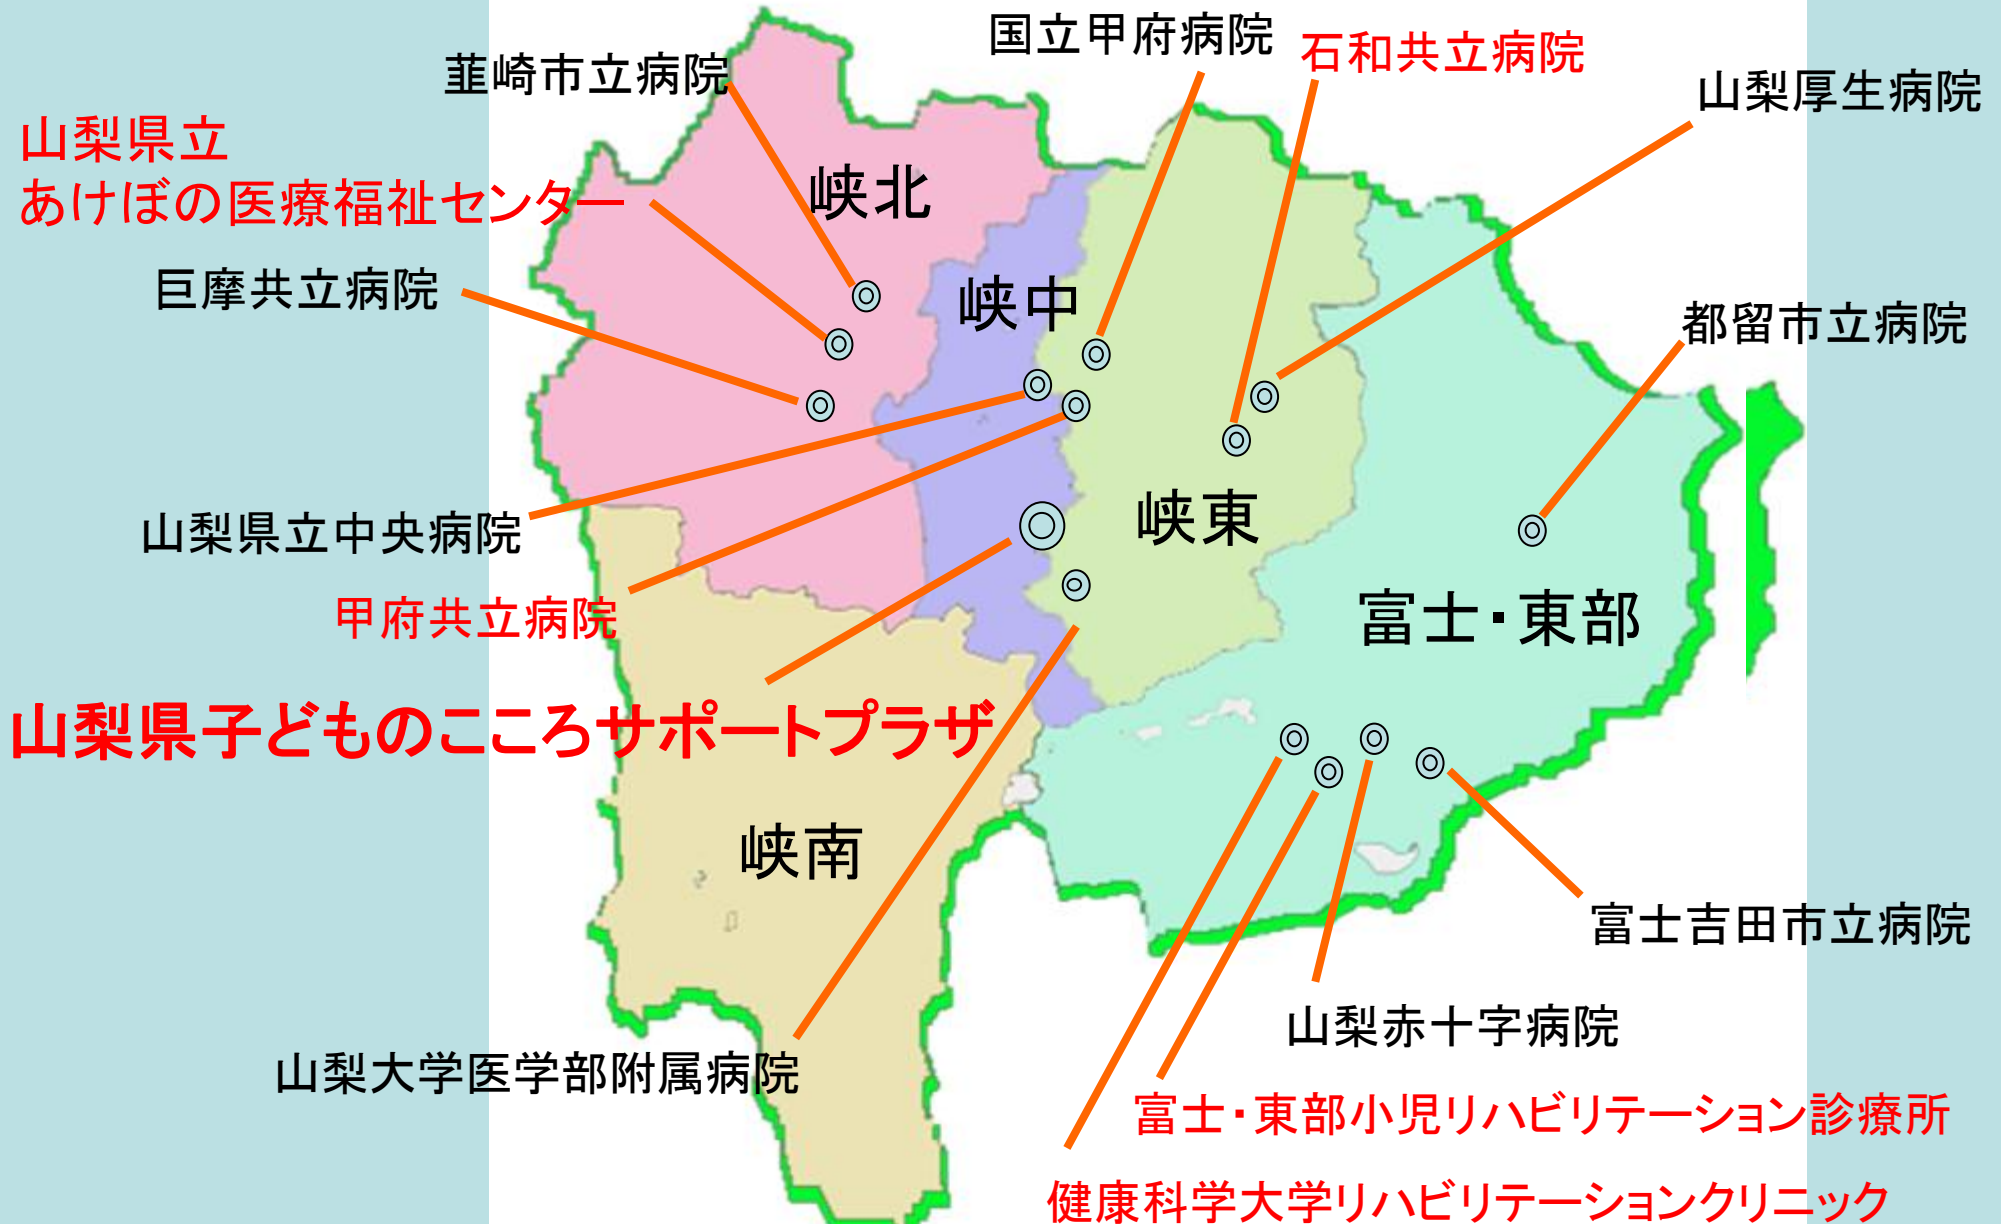 国立甲府病院
石和共立病院
韮崎市立病院
山梨厚生病院
山梨県立
あけぼの医療福祉センター
峡北
巨摩共立病院
峡中
都留市立病院
山梨県立中央病院
峡東
甲府共立病院
富士・東部
山梨県子どものこころサポートプラザ
峡南
富士吉田市立病院
山梨赤十字病院
山梨大学医学部附属病院
富士・東部小児リハビリテーション診療所
健康科学大学リハビリテーションクリニック